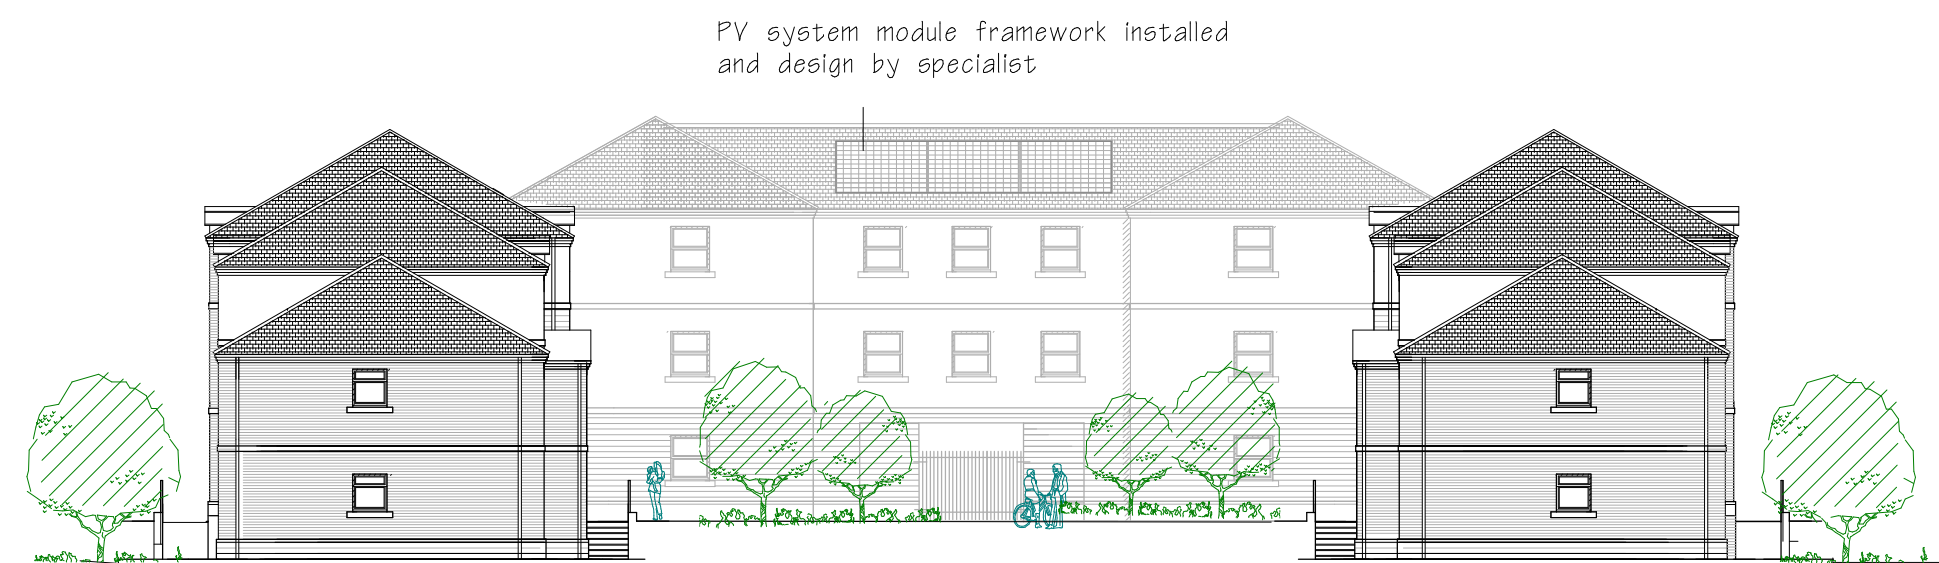 PV system module framework installed
and design by specialist